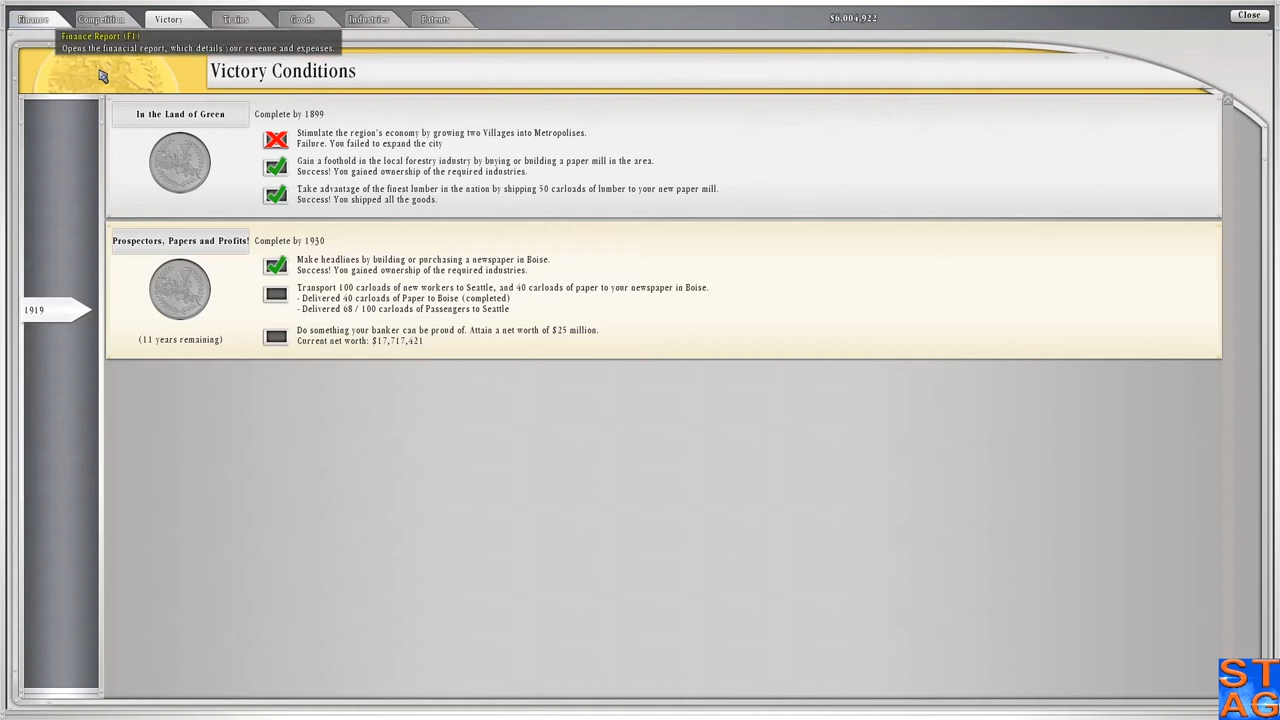 Finance
Competition
Victory
Trains
Goods
Industries
Patents
$6,004,922
Close
Finance Report (F1)
Opens the financial report, which details your revenue and expenses.
Victory Conditions
In the Land of Green
Complete by 1899
Stimulate the region's economy by growing two Villages into Metropolises.
Failure. You failed to expand the city
Gain a foothold in the local forestry industry by buying or building a paper mill in the area.
Success! You gained ownership of the required industries.
Take advantage of the finest lumber in the nation by shipping 50 carloads of lumber to your new paper mill.
Success! You shipped all the goods.
Prospectors, Papers and Profits!
Complete by 1930
Make headlines by building or purchasing a newspaper in Boise.
Success! You gained ownership of the required industries.
Transport 100 carloads of new workers to Seattle, and 40 carloads of paper to your newspaper in Boise.
- Delivered 40 carloads of Paper to Boise (completed)
- Delivered 68 / 100 carloads of Passengers to Seattle
1919
(11 years remaining)
Do something your banker can be proud of. Attain a net worth of $25 million.
Current net worth: $17,717,421
ST
AG